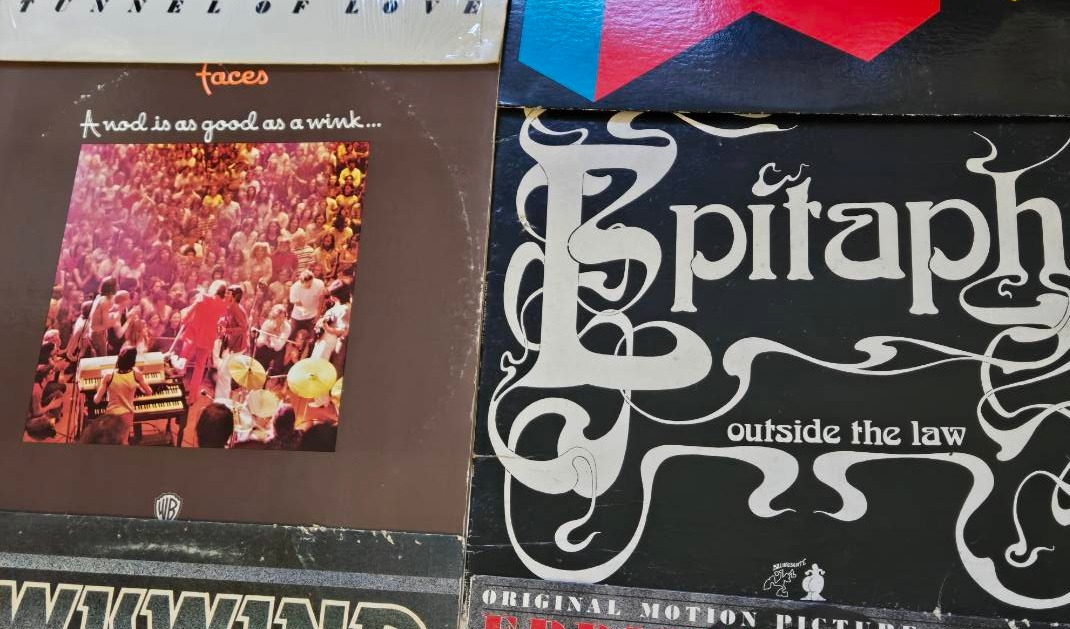 TUNNEL OF LOVE
faces
A nod is as good as a wink...
WB
Epitaph
outside the law
ORIGINAL MOTION PICTURE